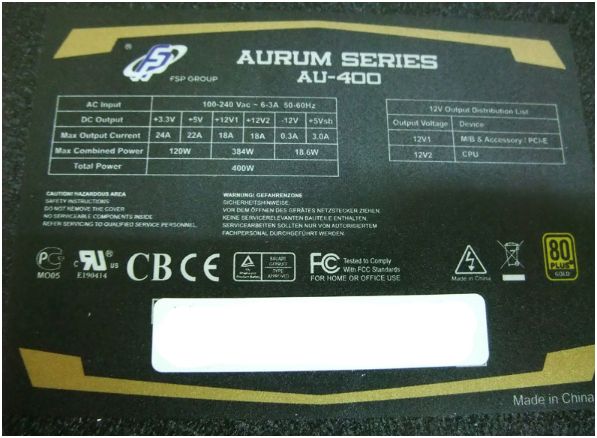 AURUM SERIES
AU-400
FSP GROUP
AC Input 100-240 Vac ~ 6-3A 50-60Hz
DC Output +3.3V +5V +12V1 +12V2 -12V +5Vsb
Max Output Current 24A 22A 18A 18A 0.3A 3.0A
Max Combined Power 120W 384W 18.6W
Total Power 400W
12V Output Distribution List
Output Voltage Device
12V1 M/B & Accessory / PCI-E
12V2 CPU
CAUTION! HAZARDOUS AREA
SAFETY INSTRUCTIONS
DO NOT REMOVE THE COVER
NO SERVICEABLE COMPONENTS INSIDE
REFER SERVICING TO QUALIFIED SERVICE PERSONNEL.
WARNUNG! GEFAHRENZONE
SICHERHEITSHINWEISE
VOR DEM ÖFFNEN DES GERÄTES NETZSTECKER ZIEHEN.
KEINE SERVICERELEVANTEN BAUTEILE ENTHALTEN.
SERVICEARBEITEN SOLLTEN NUR VON AUTORISIERTEM
FACHPERSONAL DURCHGEFÜHRT WERDEN.
MO05
c us
E190414
CB CE
BAUART
GEPRÜFT
TYPE
APPROVED
FC Tested to Comply
With FCC Standards
FOR HOME OR OFFICE USE
Made in China
80
PLUS
GOLD
Made in China